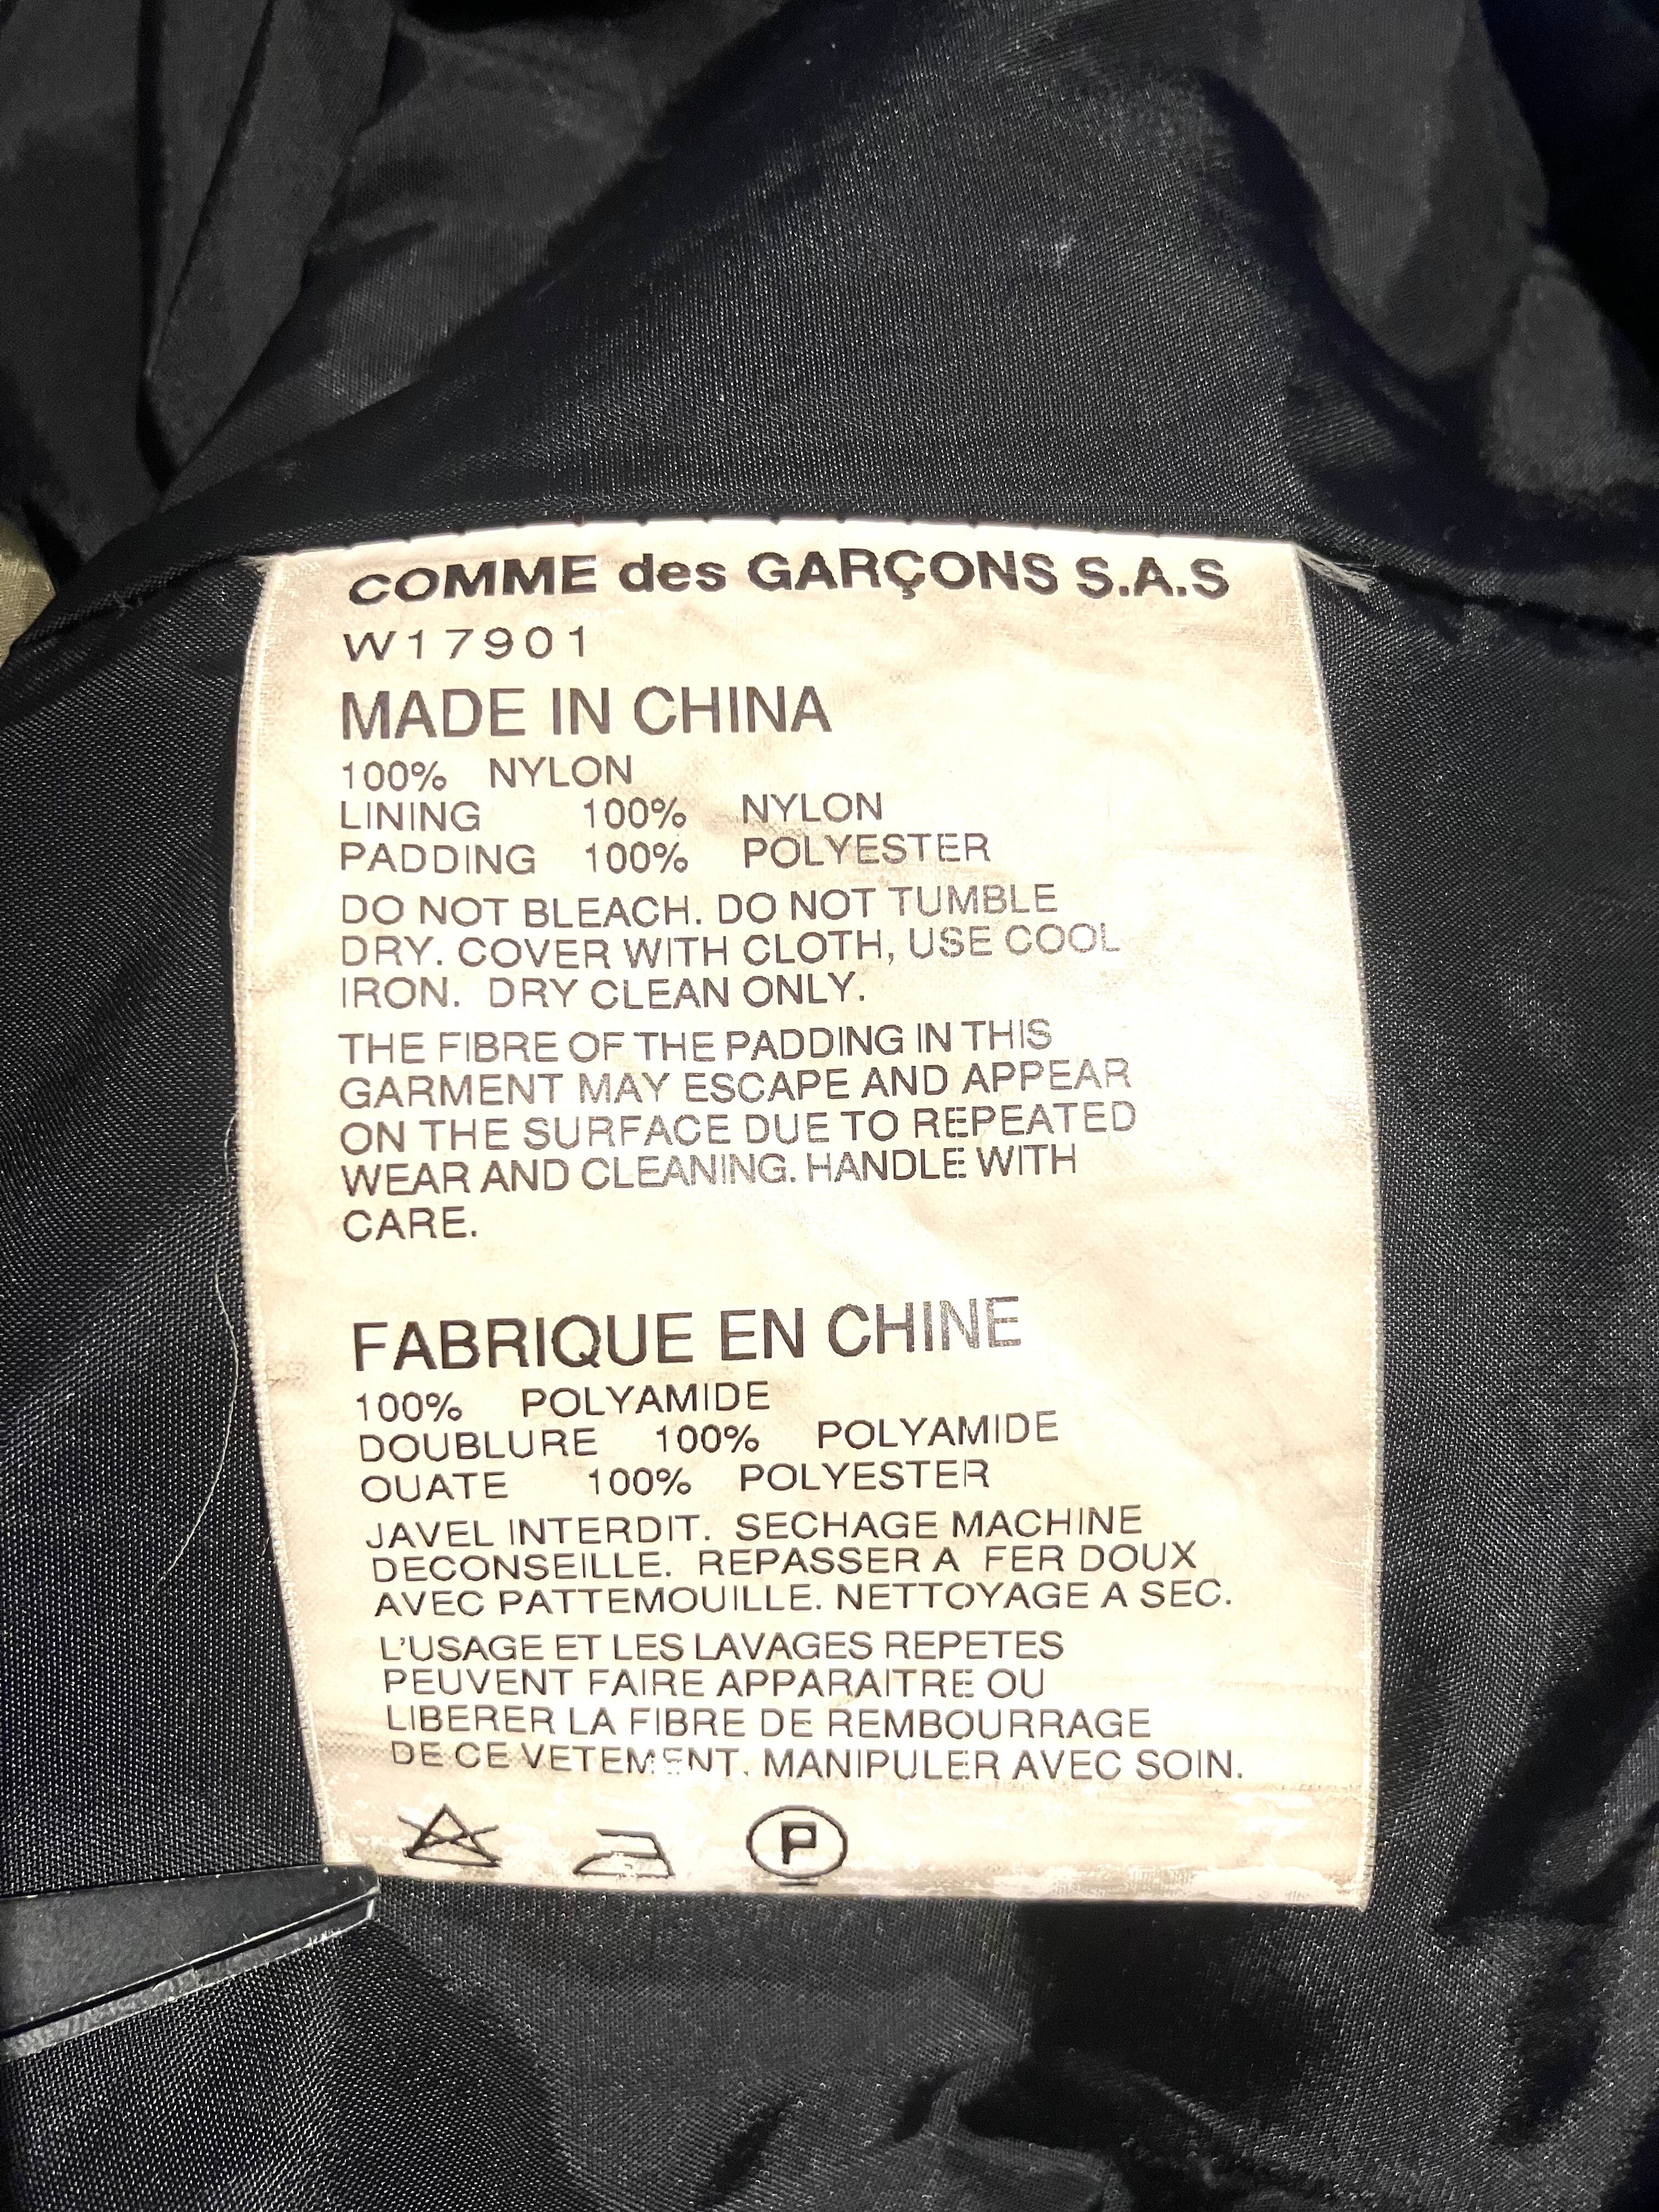 COMME des GARÇONS S.A.S
W17901
MADE IN CHINA
100% NYLON
LINING 100% NYLON
PADDING 100% POLYESTER
DO NOT BLEACH. DO NOT TUMBLE
DRY. COVER WITH CLOTH, USE COOL
IRON. DRY CLEAN ONLY.
THE FIBRE OF THE PADDING IN THIS
GARMENT MAY ESCAPE AND APPEAR
ON THE SURFACE DUE TO REPEATED
WEAR AND CLEANING. HANDLE WITH
CARE.
FABRIQUE EN CHINE
100% POLYAMIDE
DOUBLURE 100% POLYAMIDE
OUATE 100% POLYESTER
JAVEL INTERDIT. SECHAGE MACHINE
DECONSEILLE. REPASSER A FER DOUX
AVEC PATTEMOUILLE. NETTOYAGE A SEC.
L'USAGE ET LES LAVAGES REPETES
PEUVENT FAIRE APPARAITRE OU
LIBERER LA FIBRE DE REMBOURRAGE
DE CE VETEMENT. MANIPULER AVEC SOIN.
P